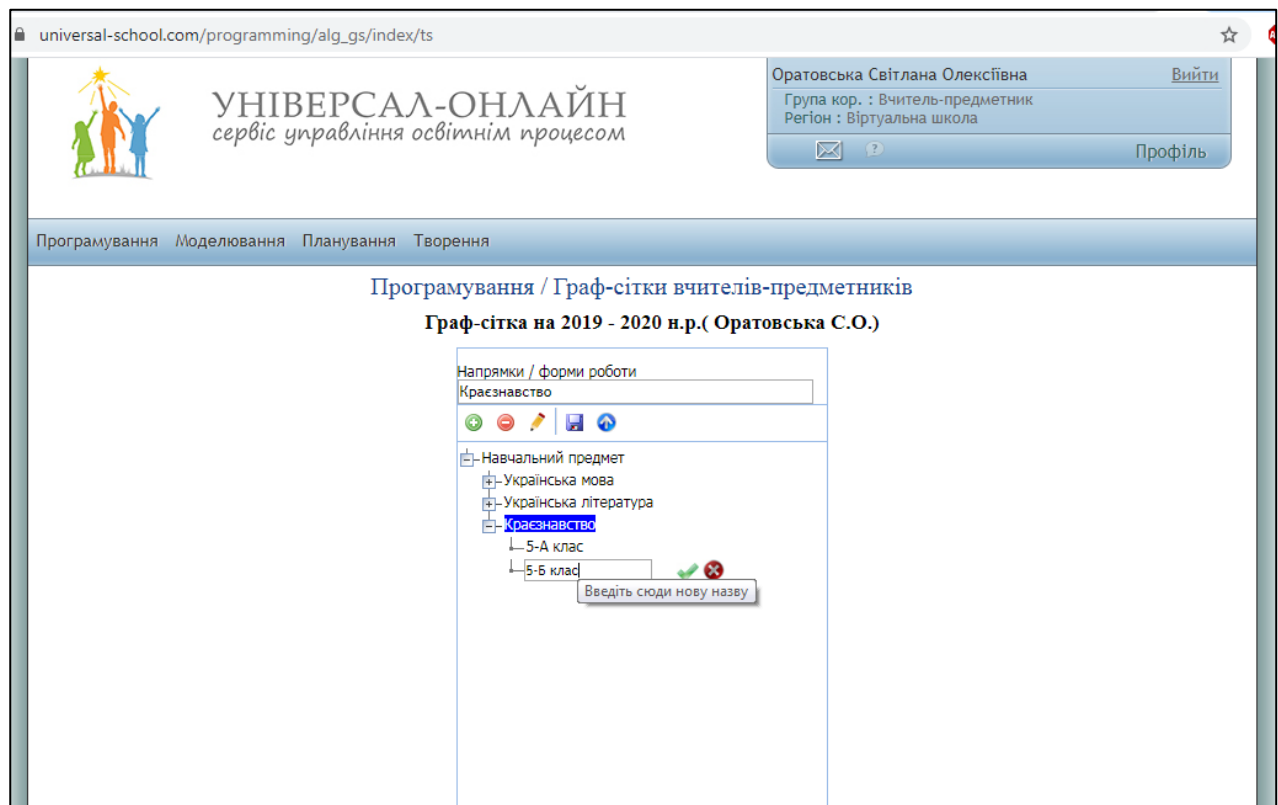 universal-school.com/programming/alg_gs/index/ts
УНІВЕРСАЛ-ОНЛАЙН
сервіс управління освітнім процесом
Оратовська Світлана Олексіївна Вийти
Група кор. : Вчитель-предметник
Регіон : Віртуальна школа
Профіль
Програмування Моделювання Планування Творення
Програмування / Граф-сітки вчителів-предметників
Граф-сітка на 2019 - 2020 н.р.( Оратовська С.О.)
Напрямки / форми роботи
Краєзнавство
Навчальний предмет
Українська мова
Українська література
Краєзнавство
5-А клас
5-Б клас
Введіть сюди нову назву